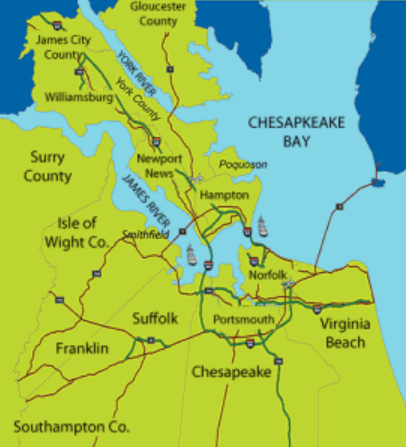 Gloucester
County
James City
County
YORK RIVER
Williamsburg
York County
CHESAPKEAKE
BAY
Surry
County
Newport
News
Poquoson
JAMES RIVER
Hampton
Isle of
Wight Co.
Smithfield
Norfolk
Suffolk
Portsmouth
Virginia
Beach
Franklin
Chesapeake
Southampton Co.